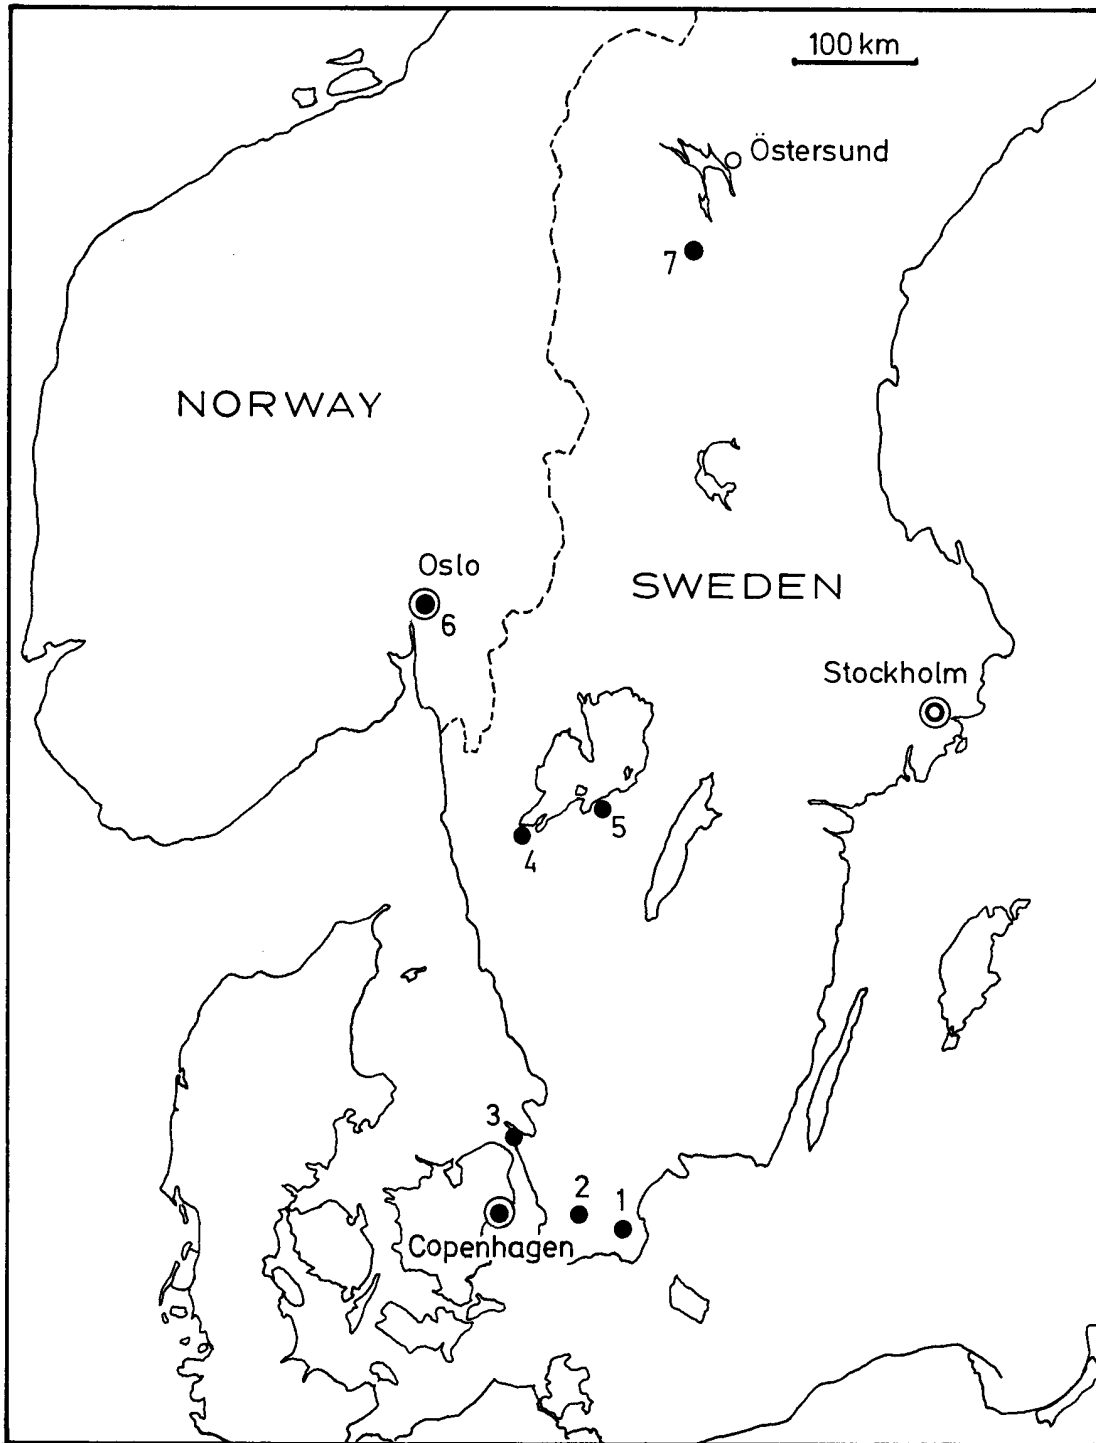 100 km
Östersund
7
NORWAY
Oslo
6
SWEDEN
Stockholm
5
4
3
2
1
Copenhagen